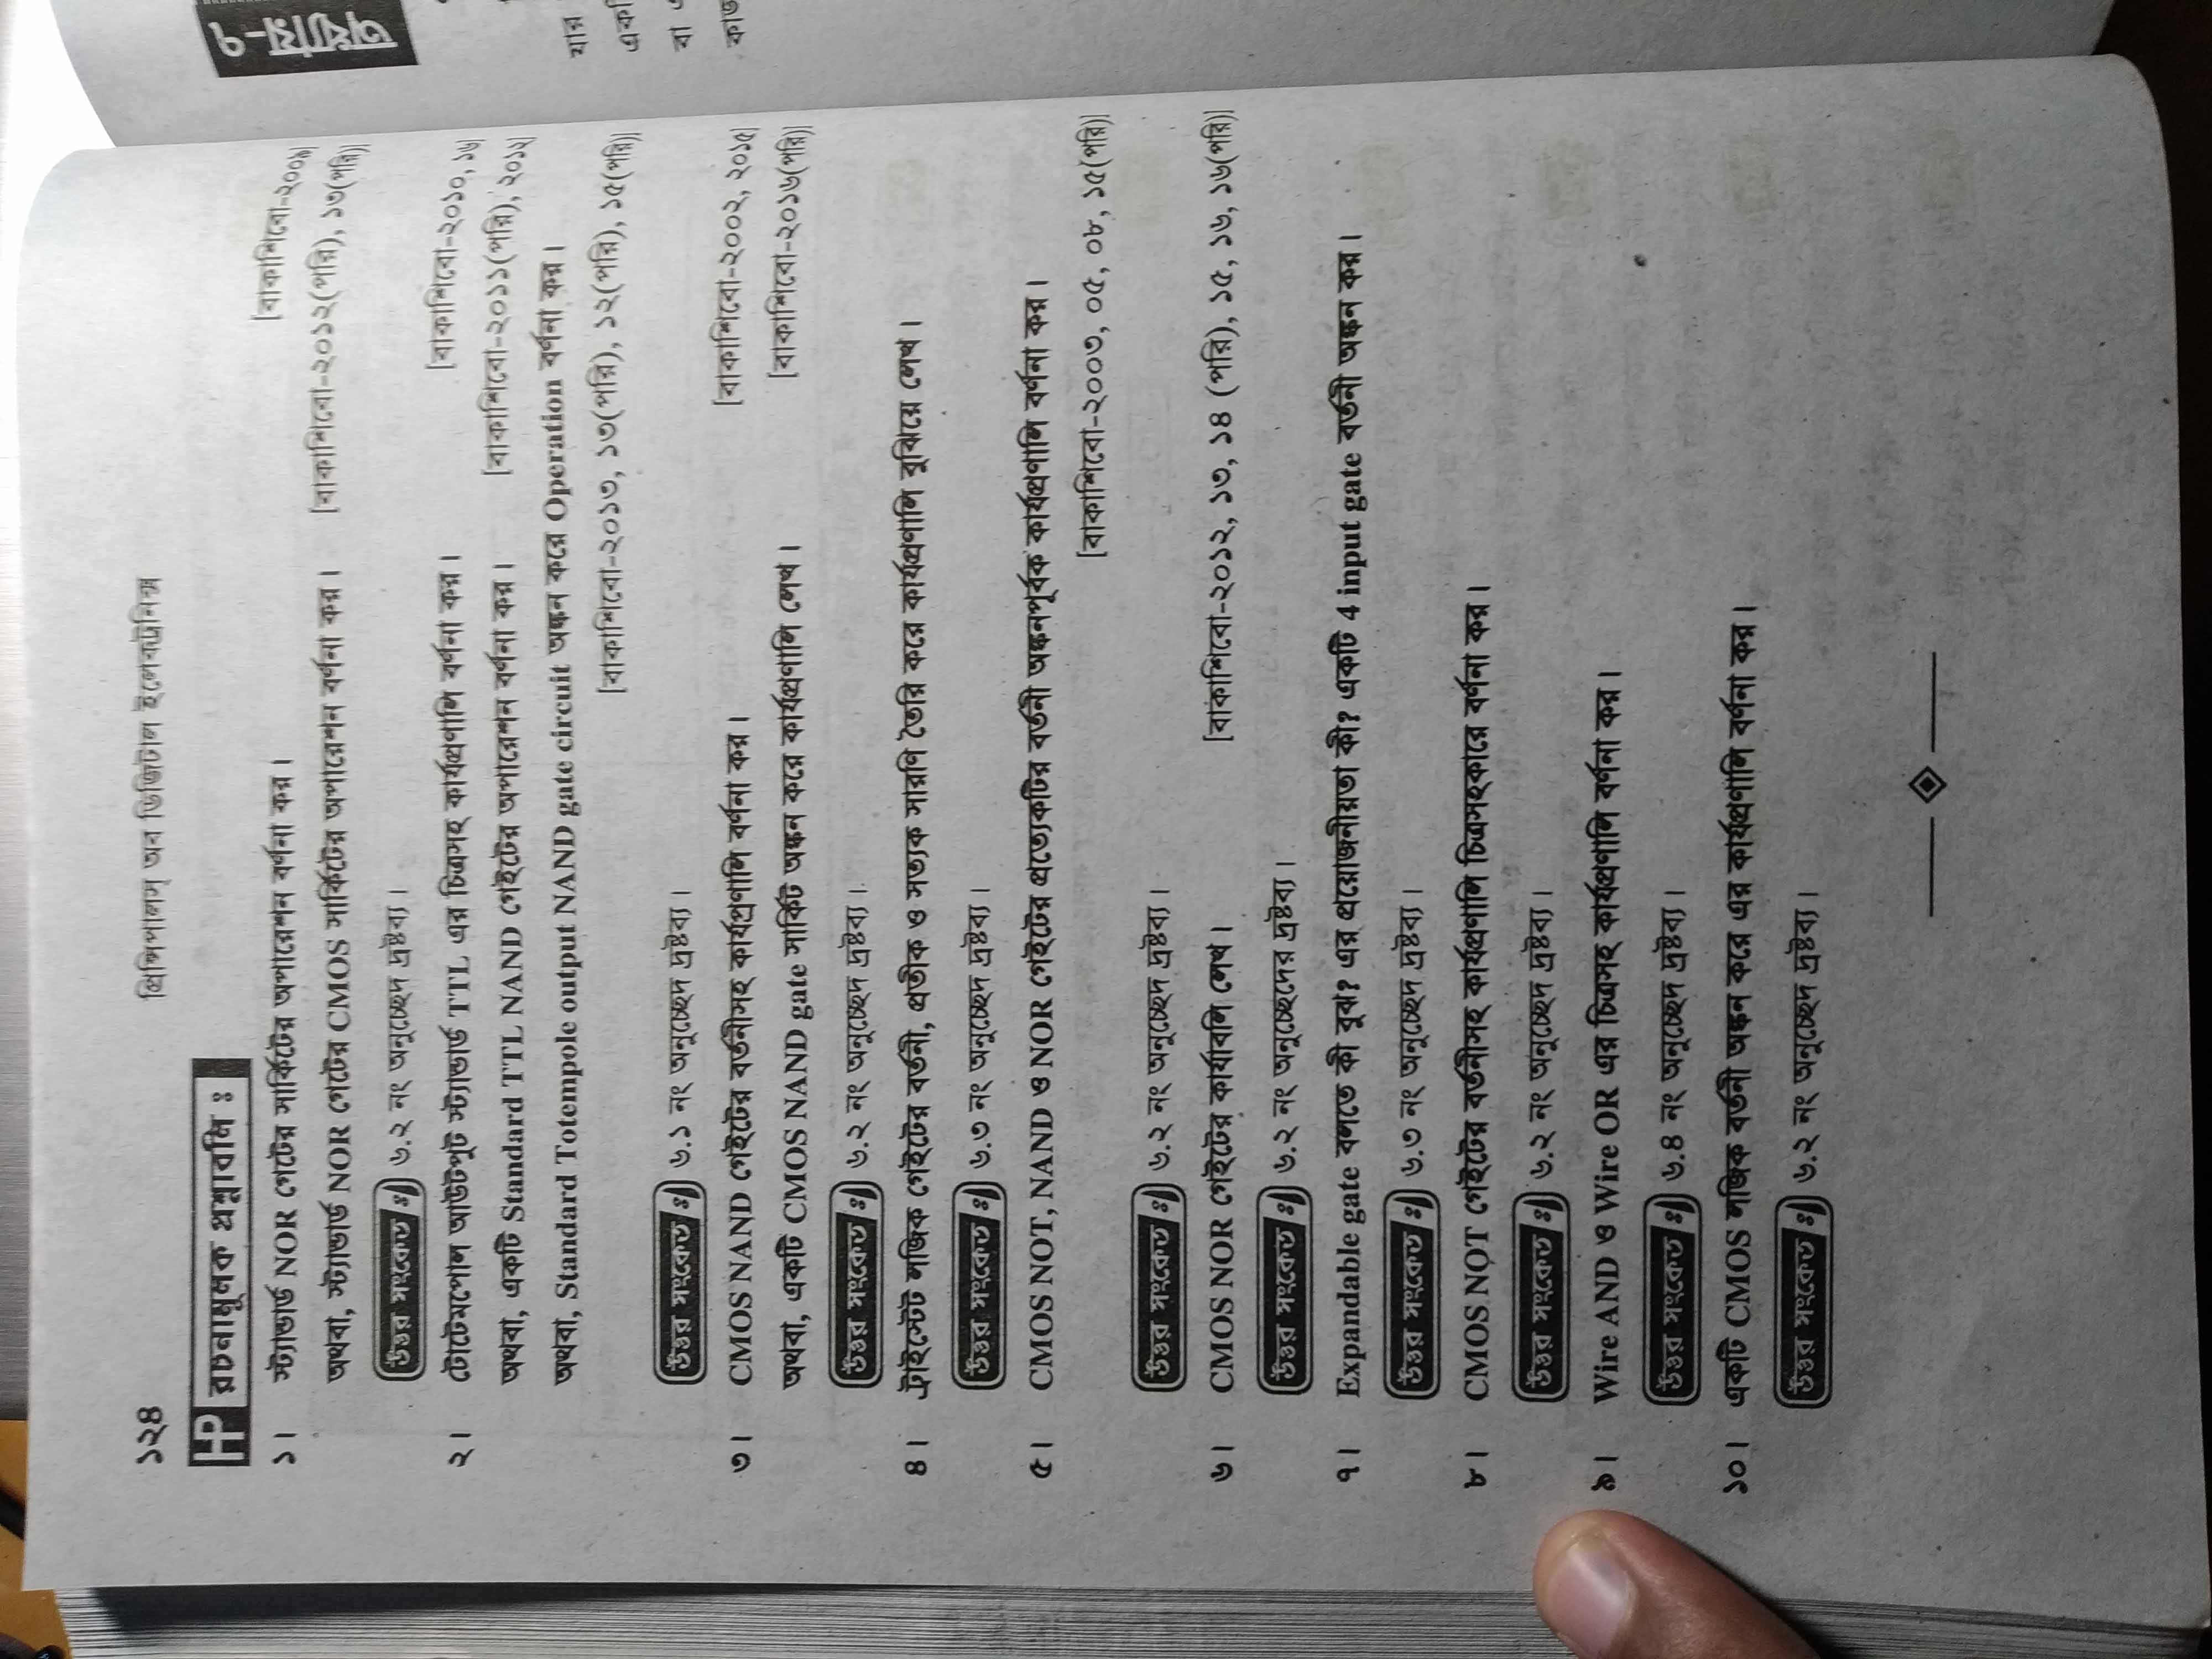 ১২৪ প্রিন্সিপালস্ অব ডিজিটাল ইলেকট্রনিক্স
HP রচনামূলক প্রশ্নাবলি ঃ
১। স্ট্যান্ডার্ড NOR গেটের সার্কিটের অপারেশন বর্ণনা কর। [বাকাশিবো-২০০৯]
অথবা, স্ট্যান্ডার্ড NOR গেটের CMOS সার্কিটের অপারেশন বর্ণনা কর। [বাকাশিবো-২০১২(পরি), ১৩(পরি)]
উত্তর সংকেত ঃ ৬.২ নং অনুচ্ছেদ দ্রষ্টব্য।
২। টোটেমপোল আউটপুট স্ট্যান্ডার্ড TTL এর চিত্রসহ কার্যপ্রণালি বর্ণনা কর। [বাকাশিবো-২০১০, ১৬]
অথবা, একটি Standard TTL NAND গেইটের অপারেশন বর্ণনা কর। [বাকাশিবো-২০১১(পরি), ২০১২]
অথবা, Standard Totempole output NAND gate circuit অঙ্কন করে Operation বর্ণনা কর।
[বাকাশিবো-২০১৩, ১৩(পরি), ১২(পরি), ১৫(পরি)]
উত্তর সংকেত ঃ ৬.১ নং অনুচ্ছেদ দ্রষ্টব্য।
৩। CMOS NAND গেইটের বর্তনীসহ কার্যপ্রণালি বর্ণনা কর। [বাকাশিবো-২০০২, ২০১৫]
অথবা, একটি CMOS NAND gate সার্কিট অঙ্কন করে কার্যপ্রণালি লেখ। [বাকাশিবো-২০১৬(পরি)]
উত্তর সংকেত ঃ ৬.২ নং অনুচ্ছেদ দ্রষ্টব্য।
৪। ট্রাইস্টেট লজিক গেইটের বর্তনী, প্রতীক ও সত্যক সারণি তৈরি করে কার্যপ্রণালি বুঝিয়ে লেখ।
উত্তর সংকেত ঃ ৬.৩ নং অনুচ্ছেদ দ্রষ্টব্য।
৫। CMOS NOT, NAND ও NOR গেইটের প্রত্যেকটির বর্তনী অঙ্কনপূর্বক কার্যপ্রণালি বর্ণনা কর।
[বাকাশিবো-২০০৩, ০৫, ০৮, ১৫(পরি)]
উত্তর সংকেত ঃ ৬.২ নং অনুচ্ছেদ দ্রষ্টব্য।
৬। CMOS NOR গেইটের কার্যাবলি লেখ। [বাকাশিবো-২০১২, ১৩, ১৪ (পরি), ১৫, ১৬, ১৬(পরি)]
উত্তর সংকেত ঃ ৬.২ নং অনুচ্ছেদের দ্রষ্টব্য।
৭। Expandable gate বলতে কী বুঝ? এর প্রয়োজনীয়তা কী? একটি 4 input gate বর্তনী অঙ্কন কর।
উত্তর সংকেত ঃ ৬.৩ নং অনুচ্ছেদ দ্রষ্টব্য।
৮। CMOS NOT গেইটের বর্তনীসহ কার্যপ্রণালি চিত্রসহকারে বর্ণনা কর।
উত্তর সংকেত ঃ ৬.২ নং অনুচ্ছেদ দ্রষ্টব্য।
৯। Wire AND ও Wire OR এর চিত্রসহ কার্যপ্রণালি বর্ণনা কর।
উত্তর সংকেত ঃ ৬.৪ নং অনুচ্ছেদ দ্রষ্টব্য।
১০। একটি CMOS লজিক বর্তনী অঙ্কন করে এর কার্যপ্রণালি বর্ণনা কর।
উত্তর সংকেত ঃ ৬.২ নং অনুচ্ছেদ দ্রষ্টব্য।
অধ্যায়-৭
যার
বা